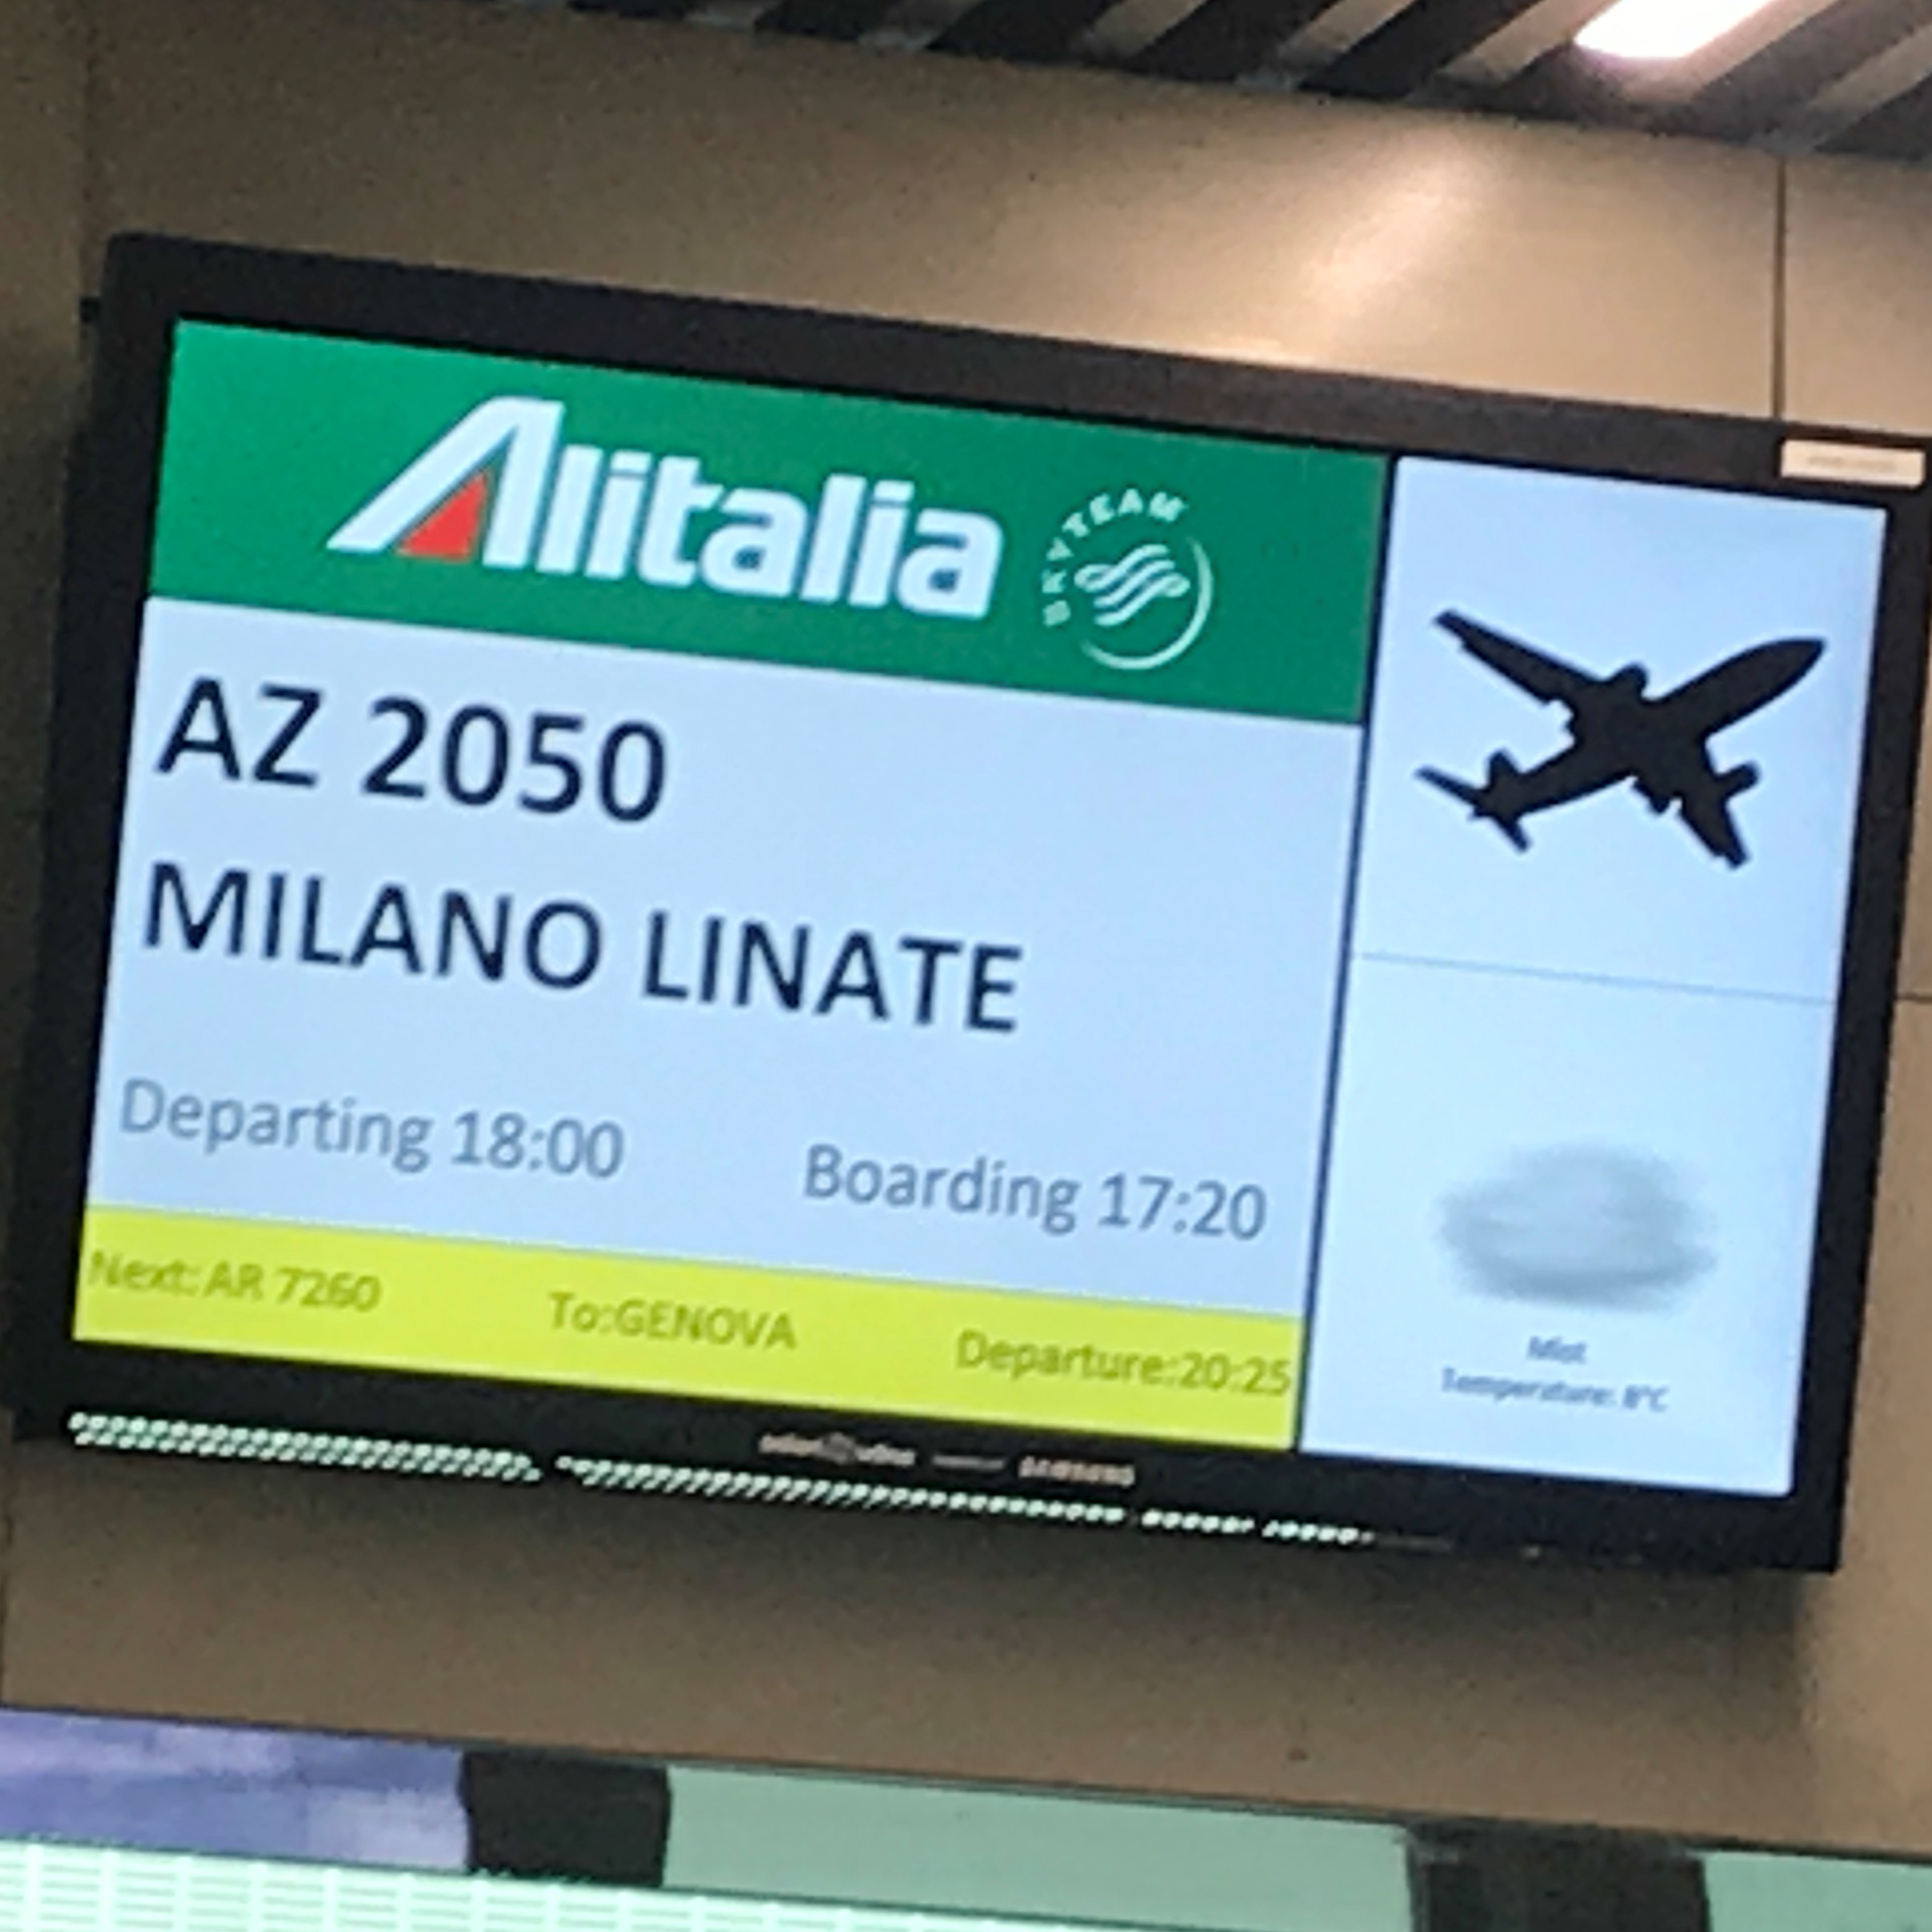 Alitalia
SKYTEAM
AZ 2050
MILANO LINATE
Departing 18:00 Boarding 17:20
Next: AR 7260 To:GENOVA Departure:20:25
Mist
Temperature: 8°C
SAMSUNG